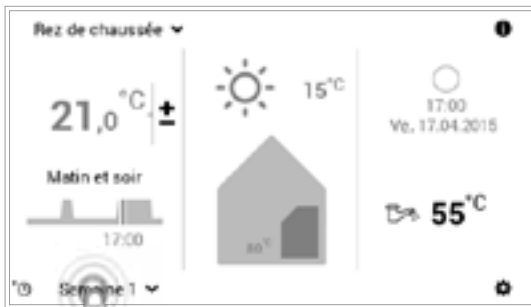 Rez de chaussée
21,0 °C
±
15°C
17:00
Ve, 17.04.2015
Matin et soir
17:00
55°C
Semaine 1